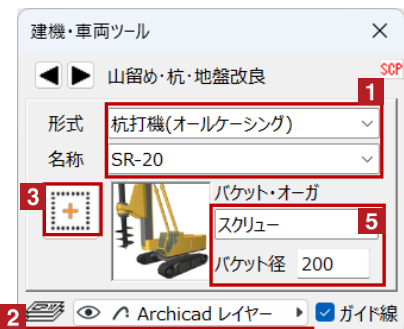 建機・車両ツール
山留め・杭・地盤改良
SCP
1
形式 杭打機(オールケーシング)
名称 SR-20
3
バケット・オーガ
スクリュー 5
バケット径 200
2 Archicad レイヤー ガイド線